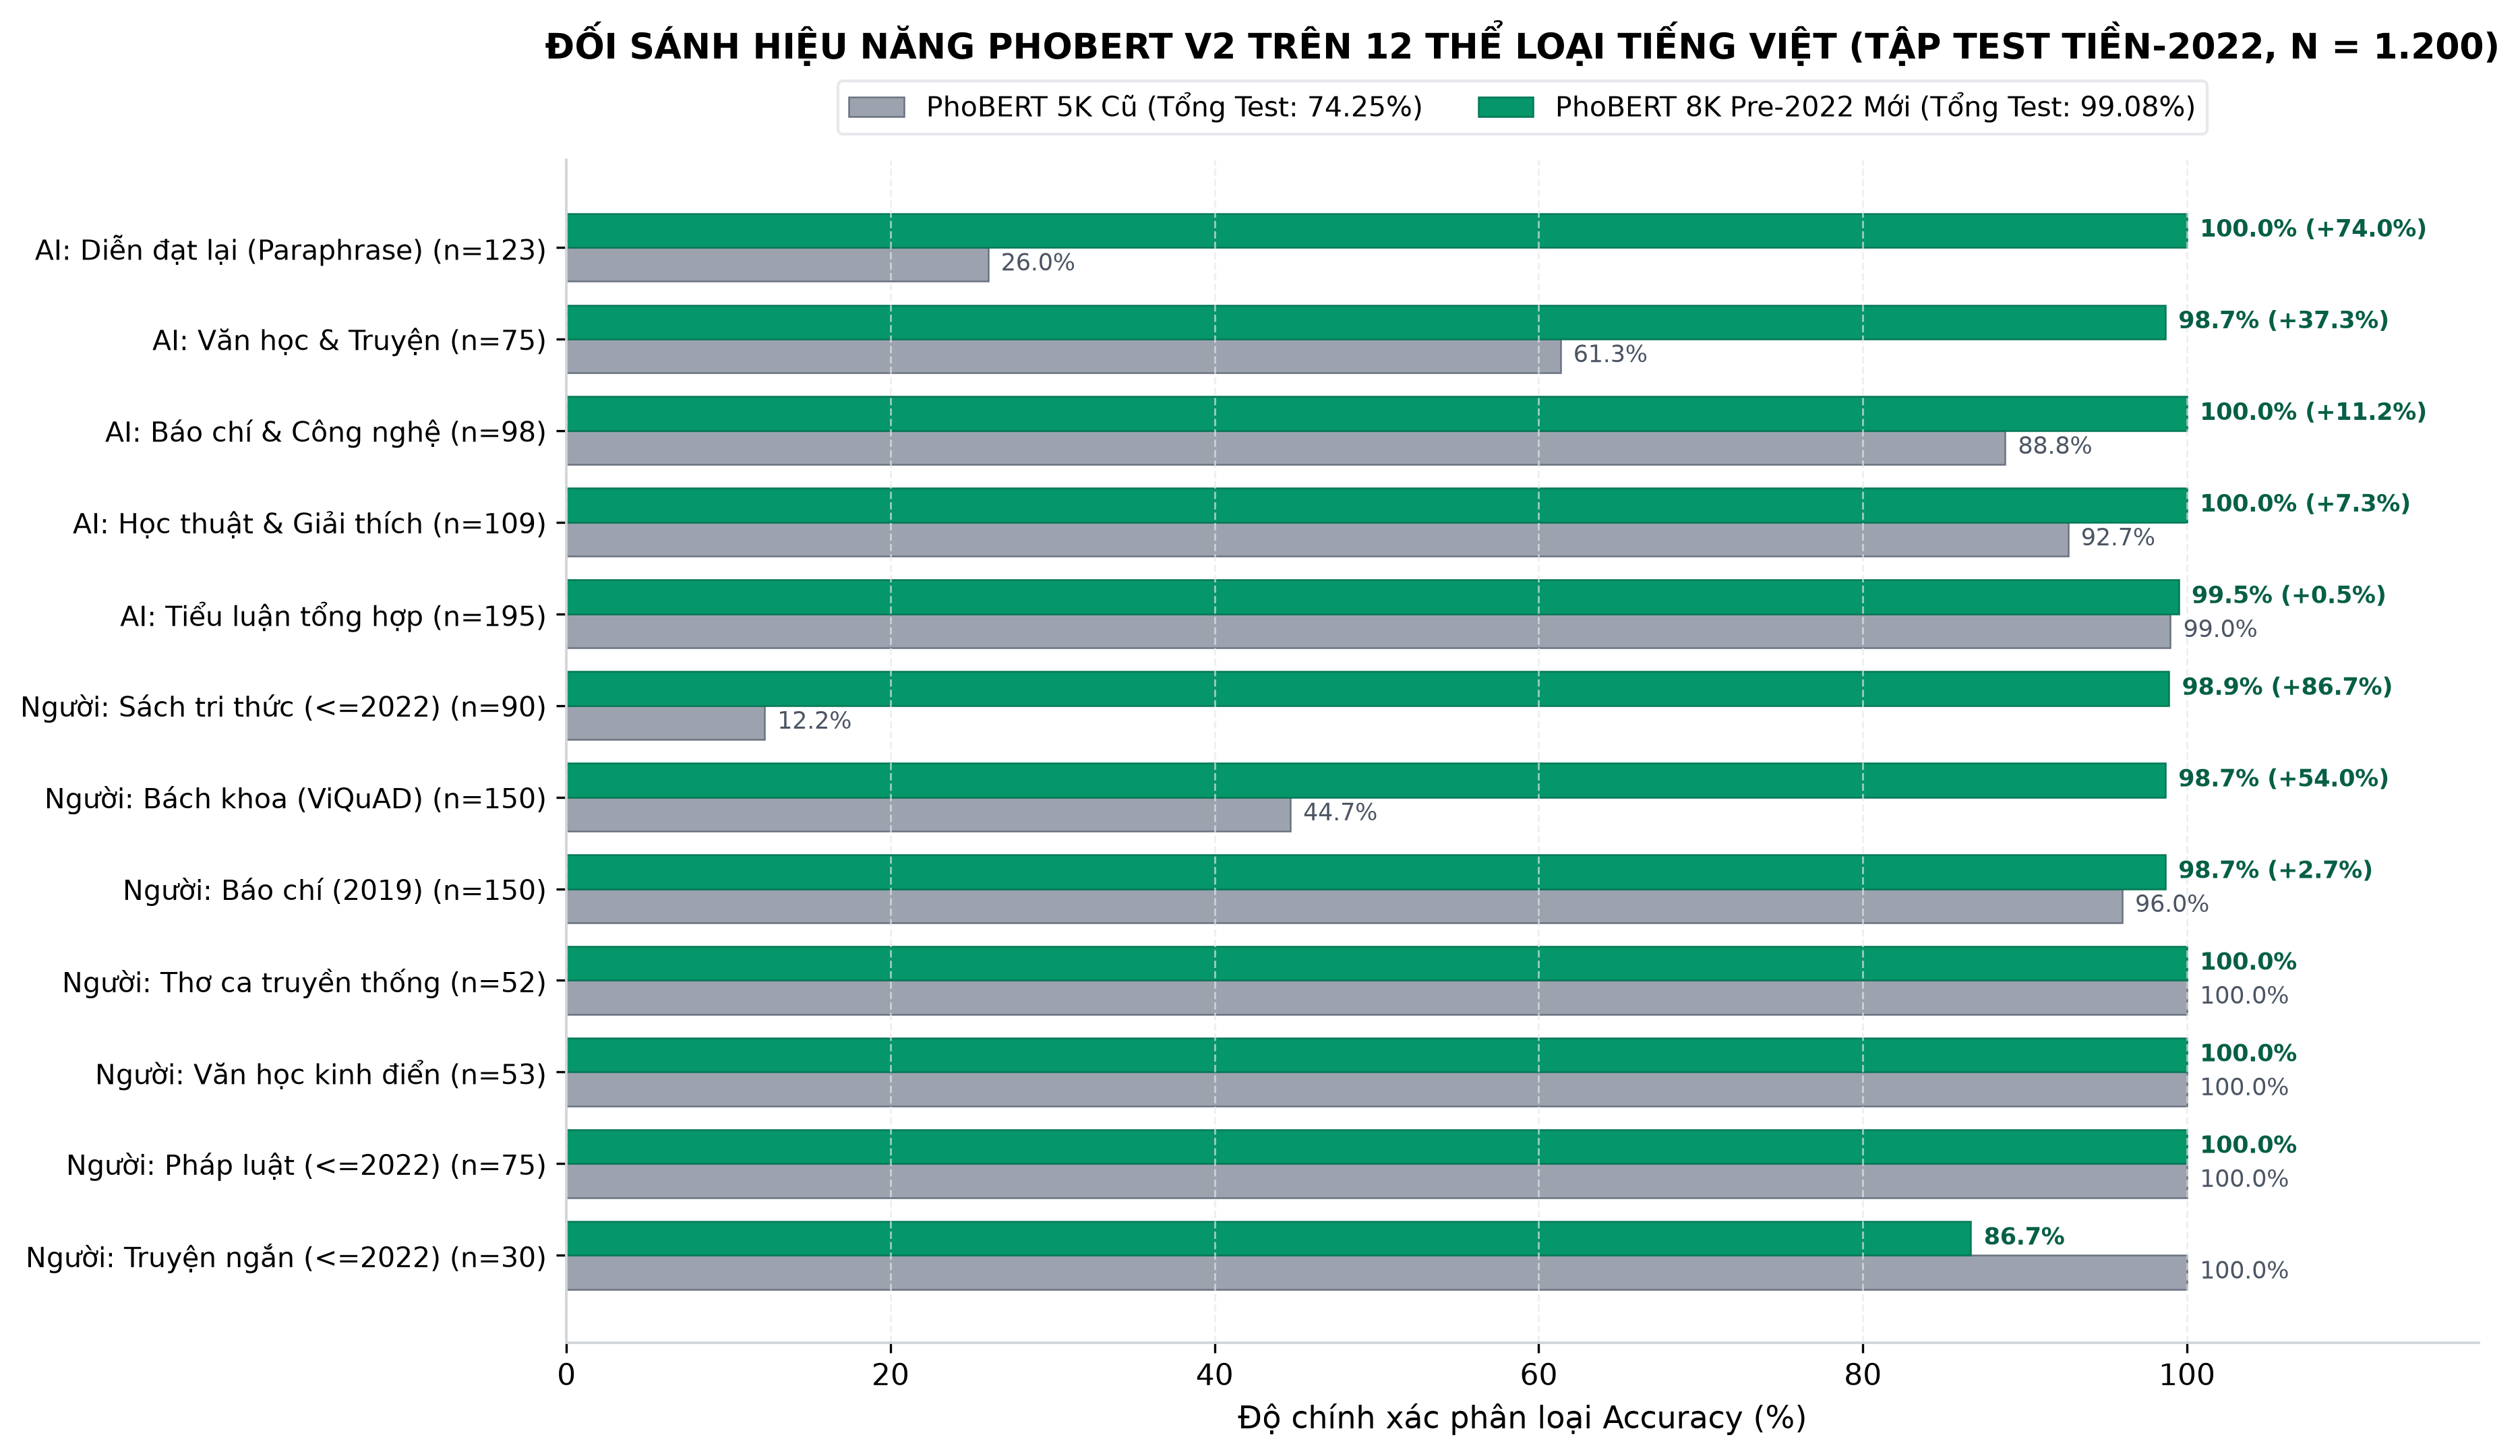 ĐỐI SÁNH HIỆU NĂNG PHOBERT V2 TRÊN 12 THỂ LOẠI TIẾNG VIỆT (TẬP TEST TIỀN-2022, N = 1.200)
PhoBERT 5K Cũ (Tổng Test: 74.25%)
PhoBERT 8K Pre-2022 Mới (Tổng Test: 99.08%)
AI: Diễn đạt lại (Paraphrase) (n=123)
100.0% (+74.0%)
26.0%
AI: Văn học & Truyện (n=75)
98.7% (+37.3%)
61.3%
AI: Báo chí & Công nghệ (n=98)
100.0% (+11.2%)
88.8%
AI: Học thuật & Giải thích (n=109)
100.0% (+7.3%)
92.7%
AI: Tiểu luận tổng hợp (n=195)
99.5% (+0.5%)
99.0%
Người: Sách tri thức (<=2022) (n=90)
98.9% (+86.7%)
12.2%
Người: Bách khoa (ViQuAD) (n=150)
98.7% (+54.0%)
44.7%
Người: Báo chí (2019) (n=150)
98.7% (+2.7%)
96.0%
Người: Thơ ca truyền thống (n=52)
100.0%
100.0%
Người: Văn học kinh điển (n=53)
100.0%
100.0%
Người: Pháp luật (<=2022) (n=75)
100.0%
100.0%
Người: Truyện ngắn (<=2022) (n=30)
86.7%
100.0%
0 20 40 60 80 100
Độ chính xác phân loại Accuracy (%)